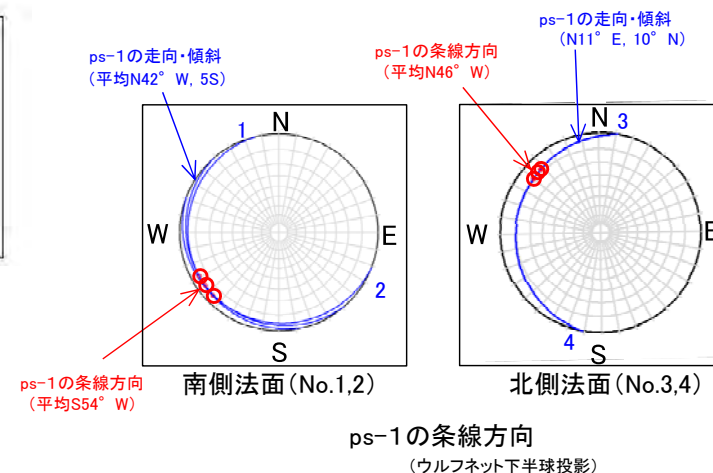 ps-1の走向・傾斜
(平均N42°W, 5S)
1
N
W
E
2
S
ps-1の条線方向
(平均S54°W)
南側法面(No.1,2)
ps-1の走向・傾斜
(N11°E, 10°N)
ps-1の条線方向
(平均N46°W)
N
3
W
E
4
S
北側法面(No.3,4)
ps-1の条線方向
(ウルフネット下半球投影)